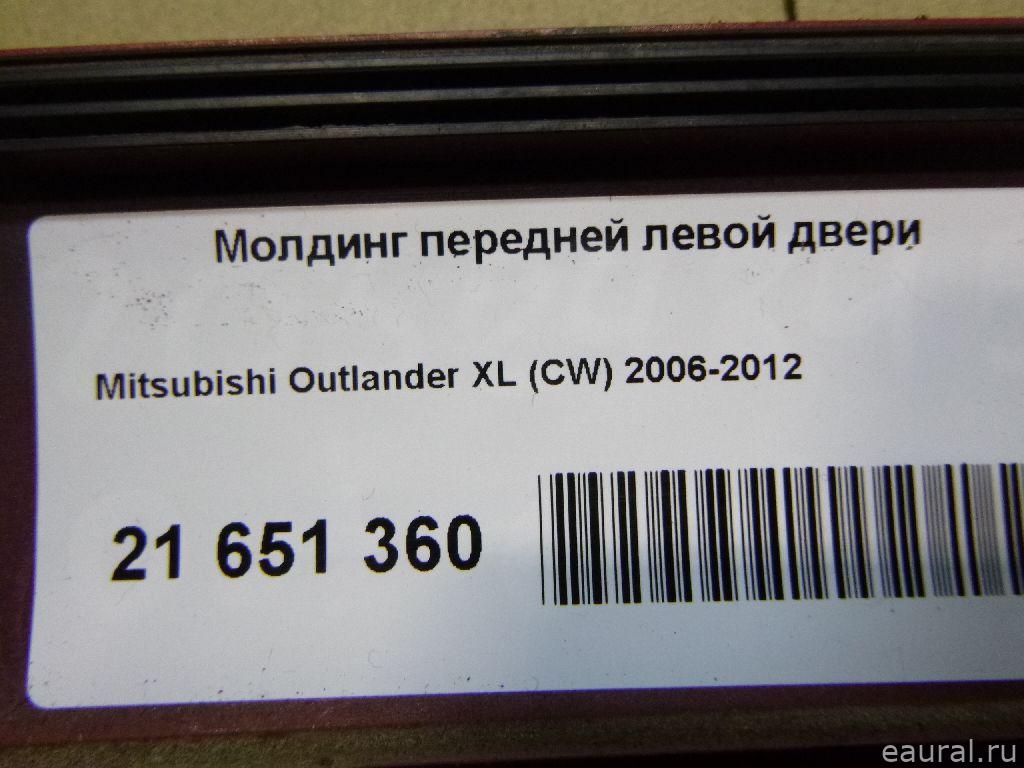 Молдинг передней левой двери
Mitsubishi Outlander XL (CW) 2006-2012
21 651 360
eaural.ru